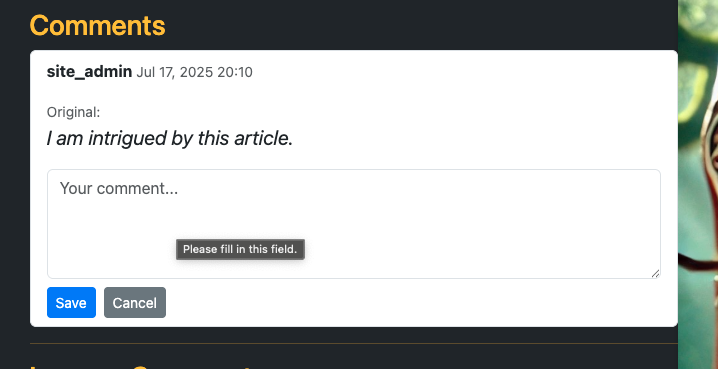 Comments
site_admin Jul 17, 2025 20:10
Original:
I am intrigued by this article.
Your comment...
Please fill in this field.
Save Cancel